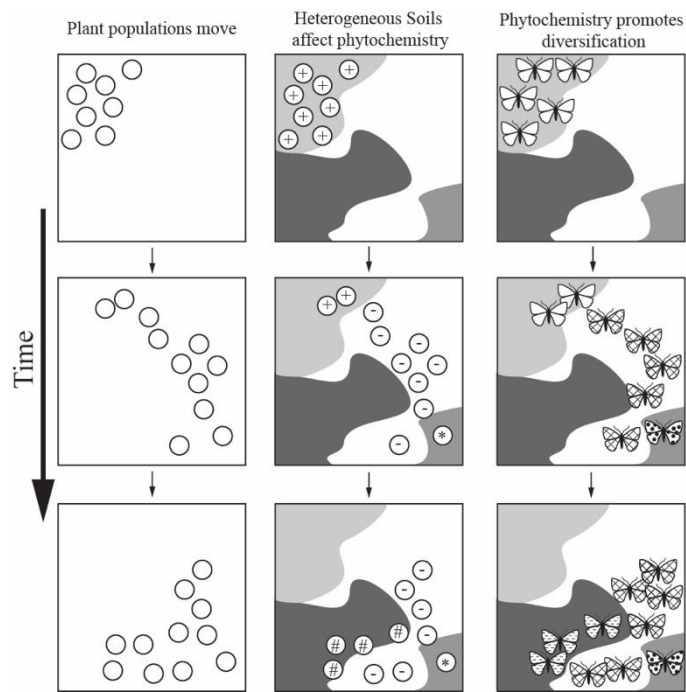 Plant populations move
Heterogeneous Soils
affect phytochemistry
Phytochemistry promotes
diversification
Time